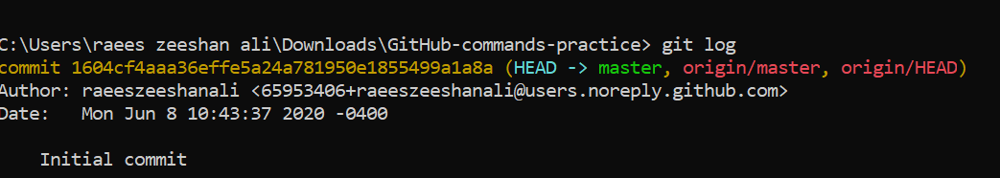 C:\Users\raees zeeshan ali\Downloads\GitHub-commands-practice> git log
commit 1604cf4aaa36effe5a24a781950e1855499a1a8a (HEAD -> master, origin/master, origin/HEAD)
Author: raeeszeeshanali <65953406+raeeszeeshanali@users.noreply.github.com>
Date:   Mon Jun 8 10:43:37 2020 -0400
    Initial commit